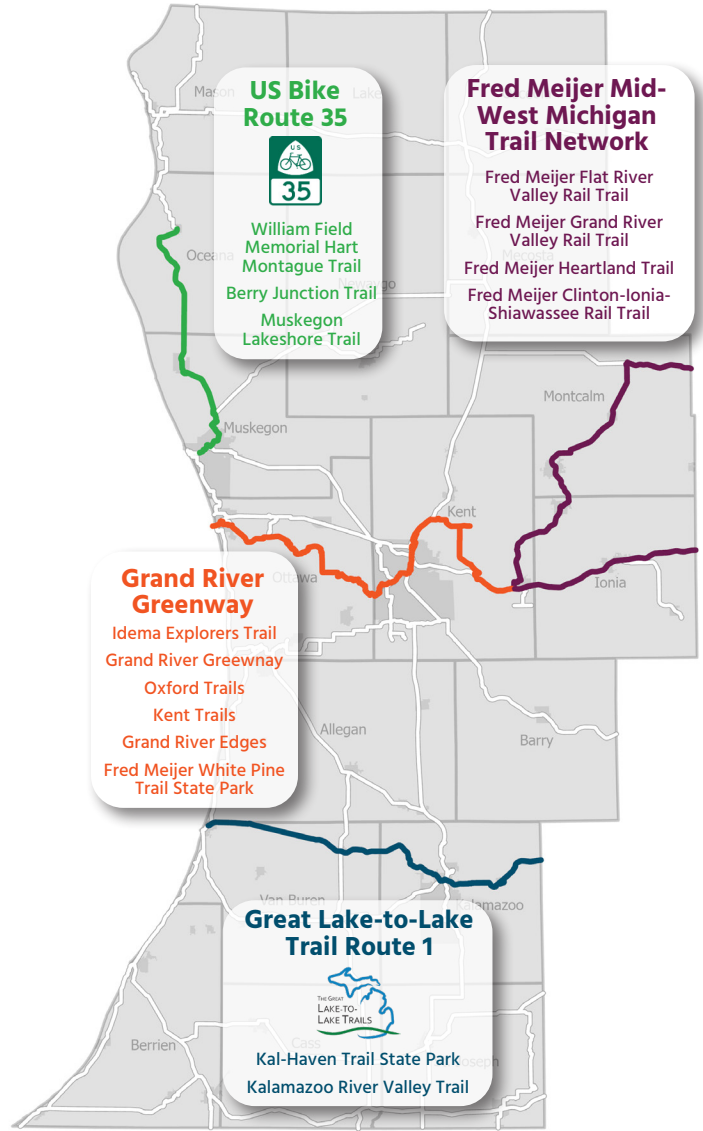 Mason
Lake
US Bike
Route 35
US
35
William Field
Memorial Hart
Montague Trail
Berry Junction Trail
Muskegon
Lakeshore Trail
Fred Meijer Mid-
West Michigan
Trail Network
Fred Meijer Flat River
Valley Rail Trail
Fred Meijer Grand River
Valley Rail Trail
Fred Meijer Heartland Trail
Fred Meijer Clinton-Ionia-
Shiawassee Rail Trail
Oceana
Newaygo
Mecosta
Montcalm
Muskegon
Kent
Ottawa
Ionia
Grand River
Greenway
Idema Explorers Trail
Grand River Greewnay
Oxford Trails
Kent Trails
Grand River Edges
Fred Meijer White Pine
Trail State Park
Allegan
Barry
Van Buren
Kalamazoo
Great Lake-to-Lake
Trail Route 1
The Great
Lake-to-
Lake Trails
Kal-Haven Trail State Park
Kalamazoo River Valley Trail
Berrien
Cass
Joseph